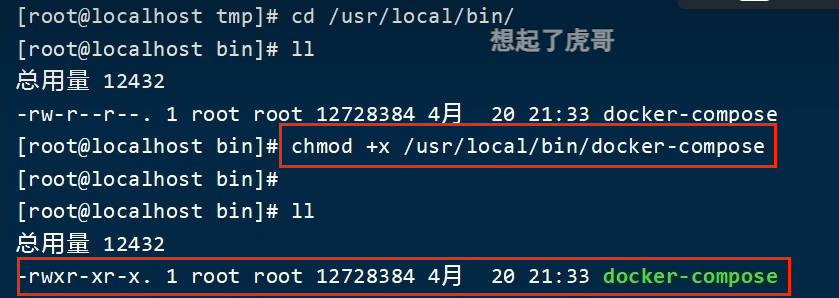 [root@localhost tmp]# cd /usr/local/bin/
[root@localhost bin]# ll
想起了虎哥
总用量 12432
-rw-r--r--. 1 root root 12728384 4月  20 21:33 docker-compose
[root@localhost bin]# chmod +x /usr/local/bin/docker-compose
[root@localhost bin]#
[root@localhost bin]# ll
总用量 12432
-rwxr-xr-x. 1 root root 12728384 4月  20 21:33 docker-compose